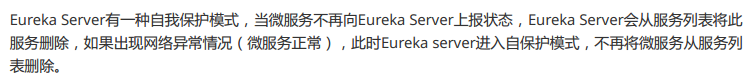 Eureka Server有一种自我保护模式，当微服务不再向Eureka Server上报状态，Eureka Server会从服务列表将此
服务删除，如果出现网络异常情况（微服务正常），此时Eureka server进入自保护模式，不再将微服务从服务列
表删除。